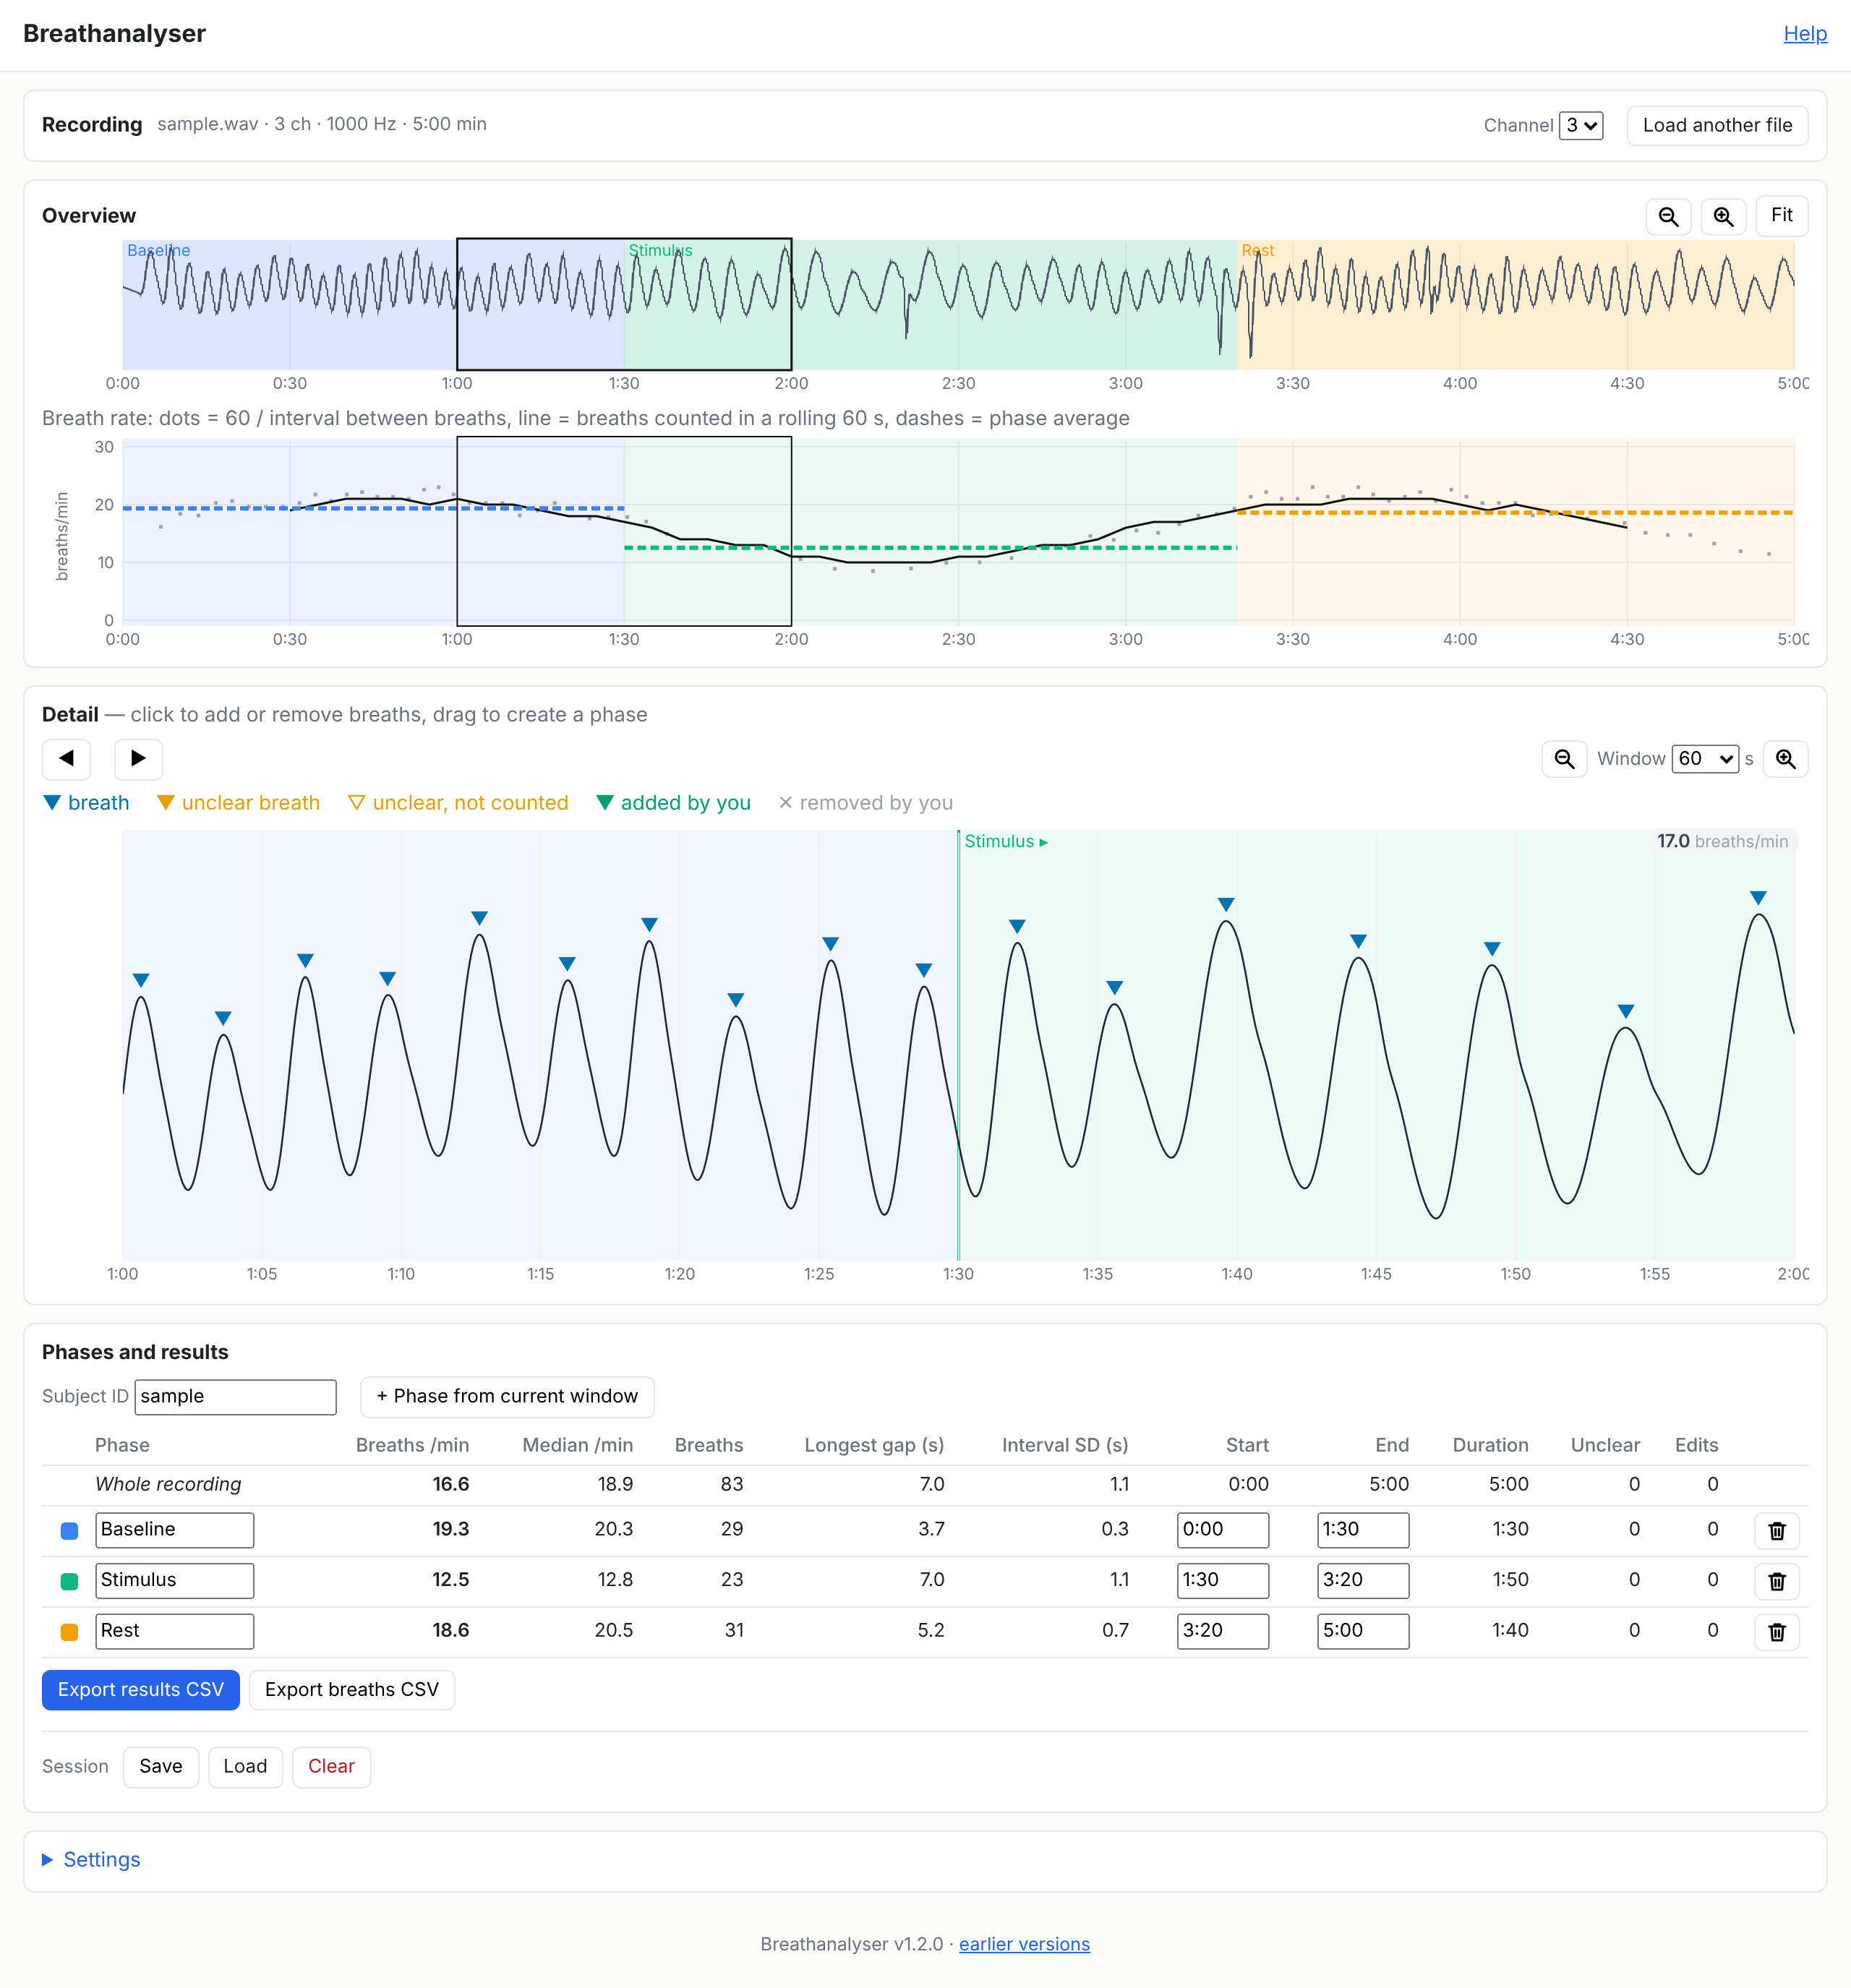 Breathanalyser
Help
Recording sample.wav · 3 ch · 1000 Hz · 5:00 min
Channel 3
Load another file
Overview
Fit
Baseline Stimulus Rest
0:00 0:30 1:00 1:30 2:00 2:30 3:00 3:30 4:00 4:30 5:00
Breath rate: dots = 60 / interval between breaths, line = breaths counted in a rolling 60 s, dashes = phase average
breaths/min
30
20
10
0
0:00 0:30 1:00 1:30 2:00 2:30 3:00 3:30 4:00 4:30 5:00
Detail — click to add or remove breaths, drag to create a phase
◀ ▶
Window 60 s
▼ breath ▼ unclear breath ▽ unclear, not counted ▼ added by you ✕ removed by you
Stimulus ▸ 17.0 breaths/min
1:00 1:05 1:10 1:15 1:20 1:25 1:30 1:35 1:40 1:45 1:50 1:55 2:00
Phases and results
Subject ID sample + Phase from current window
Phase Breaths /min Median /min Breaths Longest gap (s) Interval SD (s) Start End Duration Unclear Edits
Whole recording 16.6 18.9 83 7.0 1.1 0:00 5:00 5:00 0 0
Baseline 19.3 20.3 29 3.7 0.3 0:00 1:30 1:30 0 0
Stimulus 12.5 12.8 23 7.0 1.1 1:30 3:20 1:50 0 0
Rest 18.6 20.5 31 5.2 0.7 3:20 5:00 1:40 0 0
Export results CSV Export breaths CSV
Session Save Load Clear
▶ Settings
Breathanalyser v1.2.0 · earlier versions